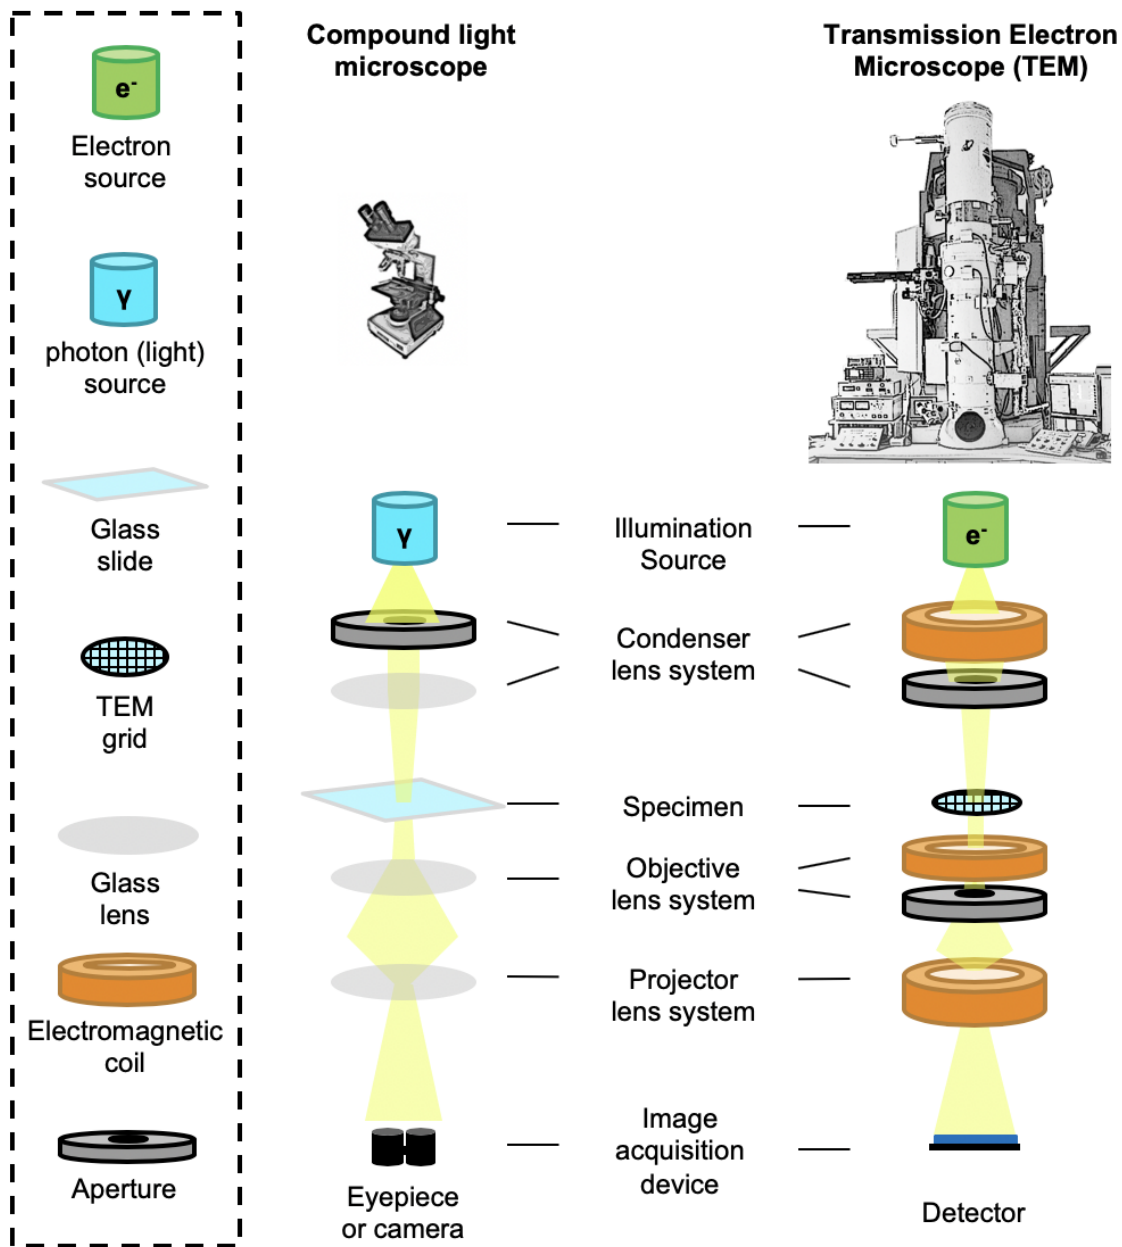 e-
Electron
source
γ
photon (light)
source
Glass
slide
TEM
grid
Glass
lens
Electromagnetic
coil
Aperture
Compound light
microscope
Transmission Electron
Microscope (TEM)
γ
Illumination
Source
e-
Condenser
lens system
Specimen
Objective
lens system
Projector
lens system
Image
acquisition
device
Eyepiece
or camera
Detector